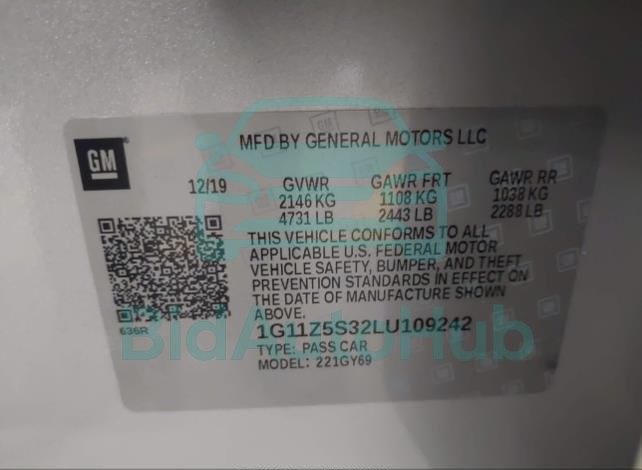 MFD BY GENERAL MOTORS LLC
GM
12/19 GVWR GAWR FRT GAWR RR
2146 KG 1108 KG 1038 KG
4731 LB 2443 LB 2288 LB
THIS VEHICLE CONFORMS TO ALL
APPLICABLE U.S. FEDERAL MOTOR
VEHICLE SAFETY, BUMPER, AND THEFT
PREVENTION STANDARDS IN EFFECT ON
THE DATE OF MANUFACTURE SHOWN
ABOVE.
636R
1G11Z5S32LU109242
BidAutoHub
TYPE: PASS CAR
MODEL: 221GY69